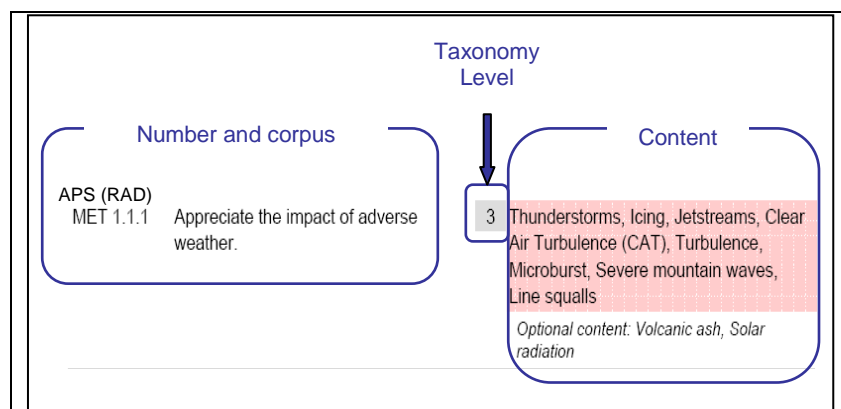 Taxonomy
Level
Number and corpus
Content
APS (RAD)
MET 1.1.1 Appreciate the impact of adverse
weather.
3
Thunderstorms, Icing, Jetstreams, Clear
Air Turbulence (CAT), Turbulence,
Microburst, Severe mountain waves,
Line squalls
Optional content: Volcanic ash, Solar
radiation